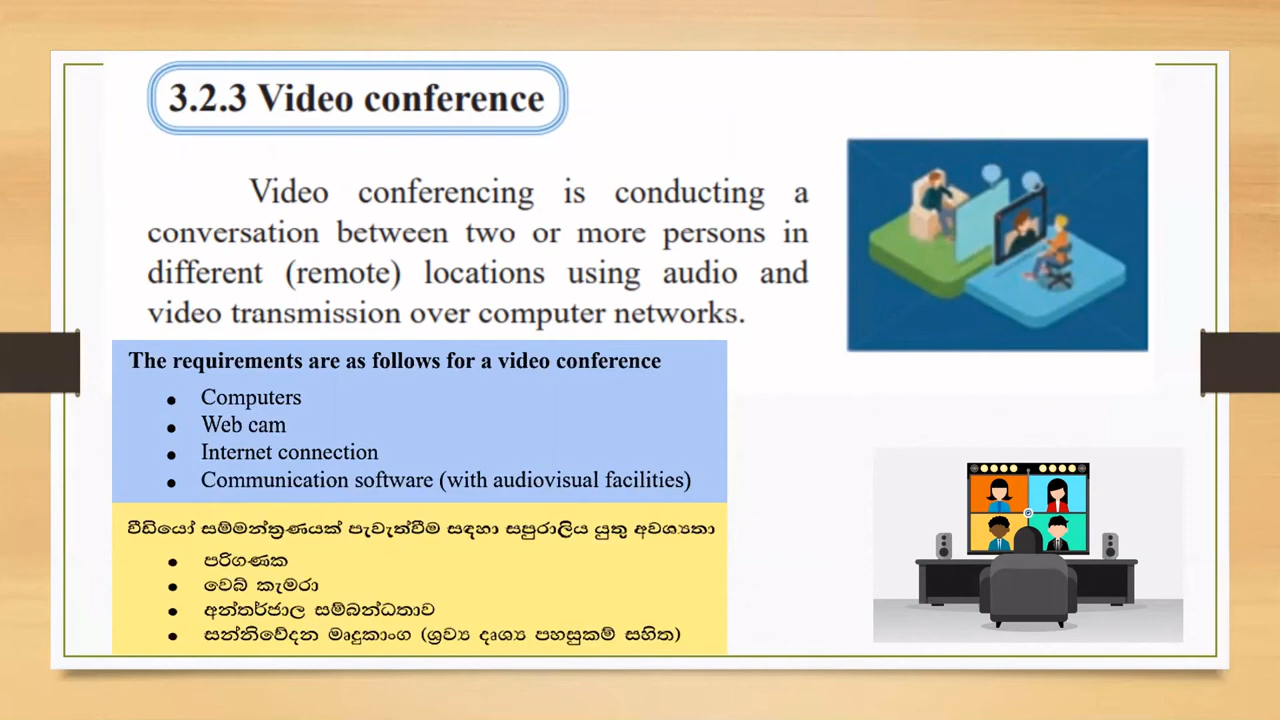 3.2.3 Video conference
Video conferencing is conducting a
conversation between two or more persons in
different (remote) locations using audio and
video transmission over computer networks.
The requirements are as follows for a video conference
● Computers
● Web cam
● Internet connection
● Communication software (with audiovisual facilities)
වීඩියෝ සම්මන්ත්‍රණයක් පැවැත්වීම සඳහා සපුරාලිය යුතු අවශ්‍යතා
● පරිගණක
● වෙබ් කැමරා
● අන්තර්ජාල සම්බන්ධතාව
● සන්නිවේදන මෘදුකාංග (ශ්‍රව්‍ය දෘශ්‍ය පහසුකම් සහිත)